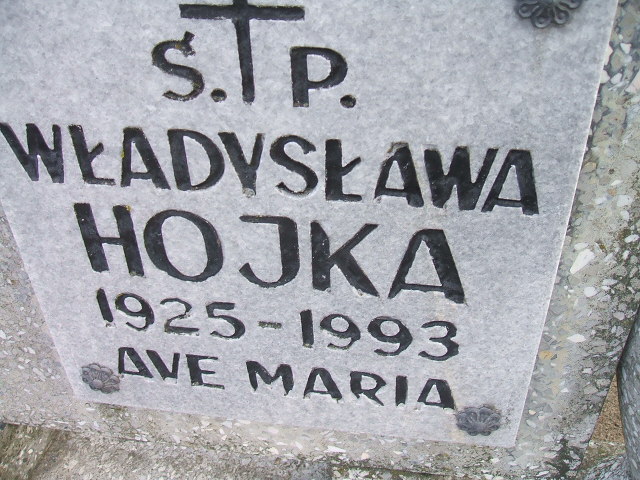 Ś.P.
WŁADYSŁAWA
HOJKA
1925-1993
AVE MARIA